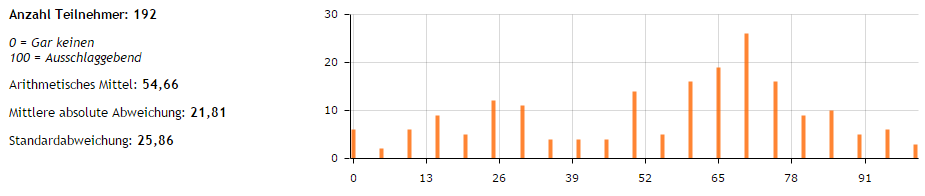 Anzahl Teilnehmer: 192
0 = Gar keinen
100 = Ausschlaggebend
Arithmetisches Mittel: 54,66
Mittlere absolute Abweichung: 21,81
Standardabweichung: 25,86
30
20
10
0
0 13 26 39 52 65 78 91